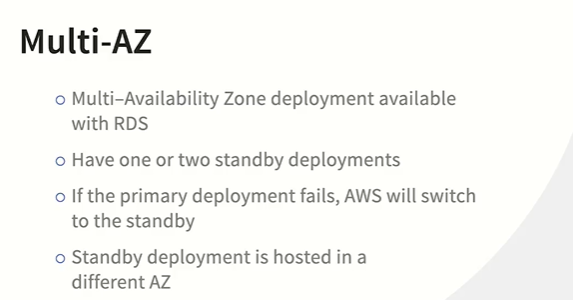 Multi-AZ
Multi–Availability Zone deployment available
with RDS
Have one or two standby deployments
If the primary deployment fails, AWS will switch
to the standby
Standby deployment is hosted in a
different AZ